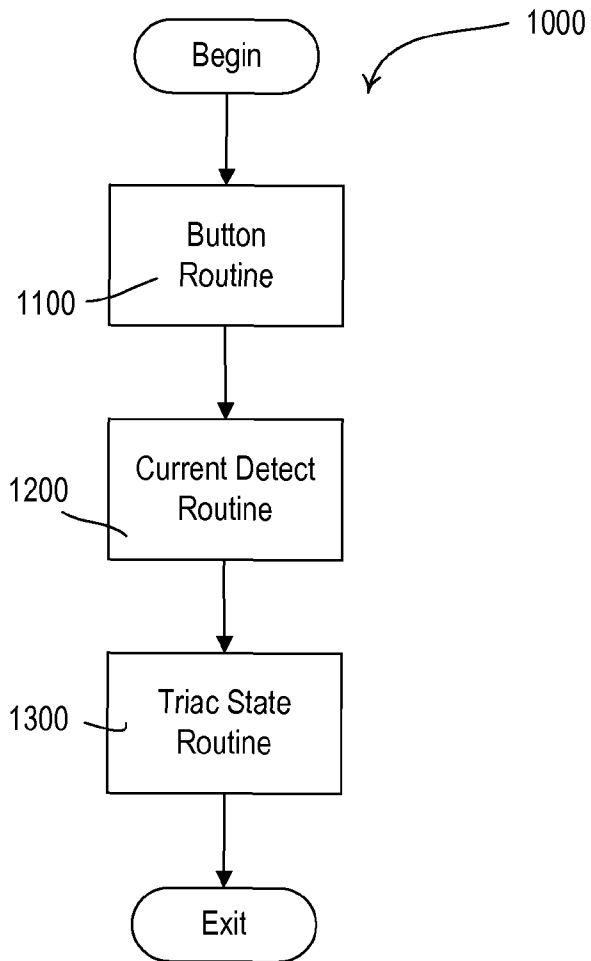 1000
Begin
Button
Routine
1100
Current Detect
Routine
1200
Triac State
Routine
1300
Exit